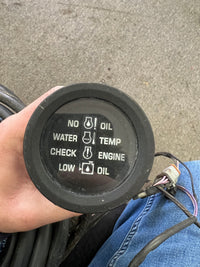 NO OIL
WATER TEMP
CHECK ENGINE
LOW OIL